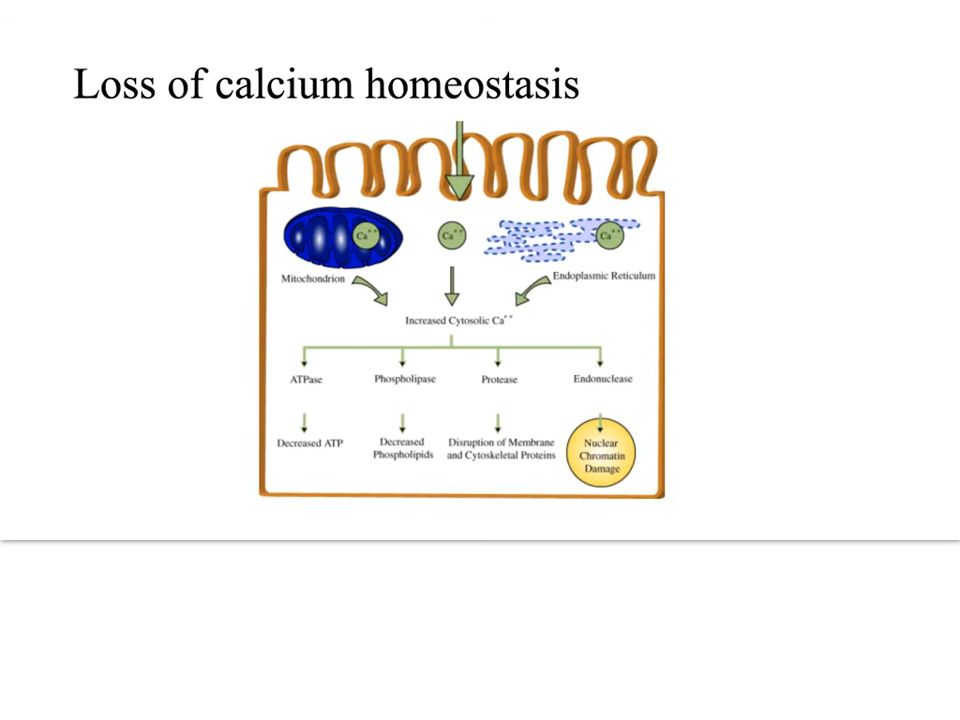 Loss of calcium homeostasis
Ca++
Ca++
Ca++
Mitochondrion
Endoplasmic Reticulum
Increased Cytosolic Ca++
ATPase
Phospholipase
Protease
Endonuclease
Decreased ATP
Decreased
Phospholipids
Disruption of Membrane
and Cytoskeletal Proteins
Nuclear
Chromatin
Damage